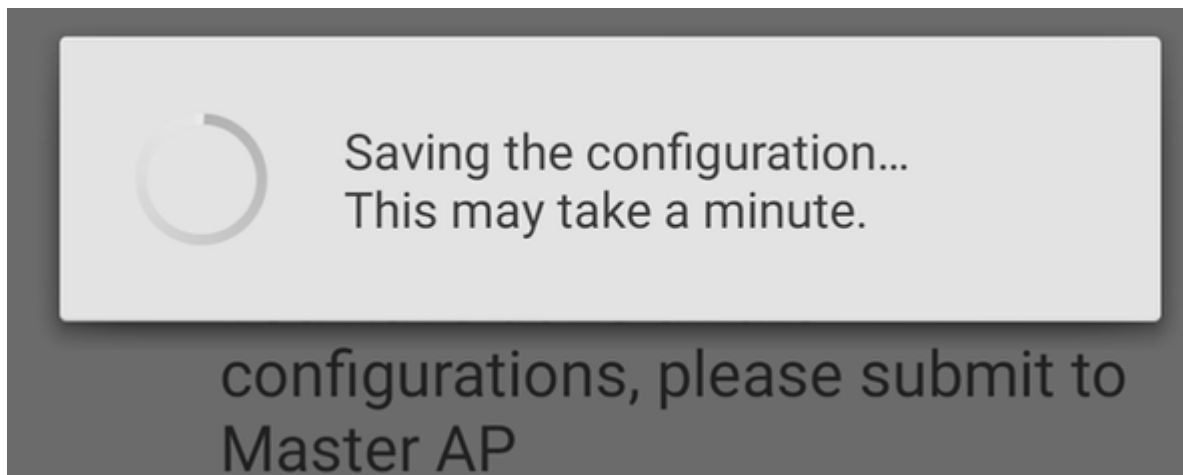 Saving the configuration...
This may take a minute.
configurations, please submit to
Master AP